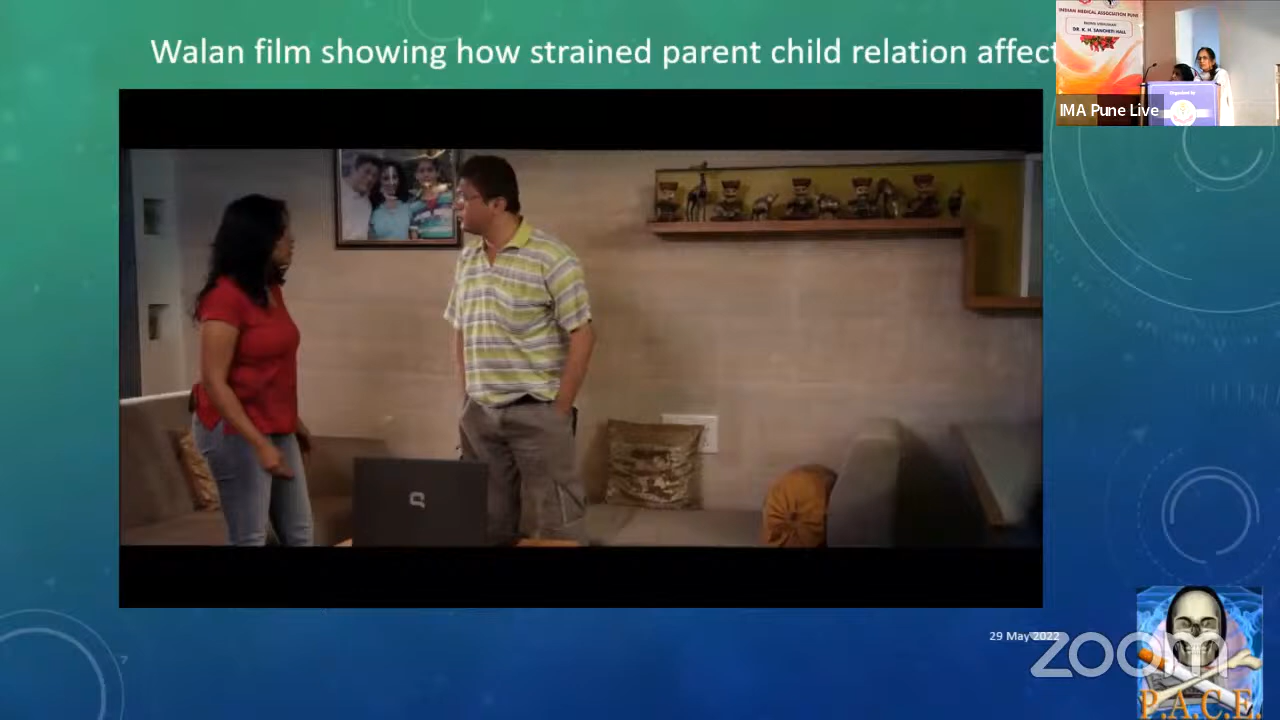 Walan film showing how strained parent child relation affect
INDIAN MEDICAL ASSOCIATION PUNE
DR. K. H. SANCHETI HALL
IMA Pune Live
29 May 2022
zoom
7
P.A.C.E.